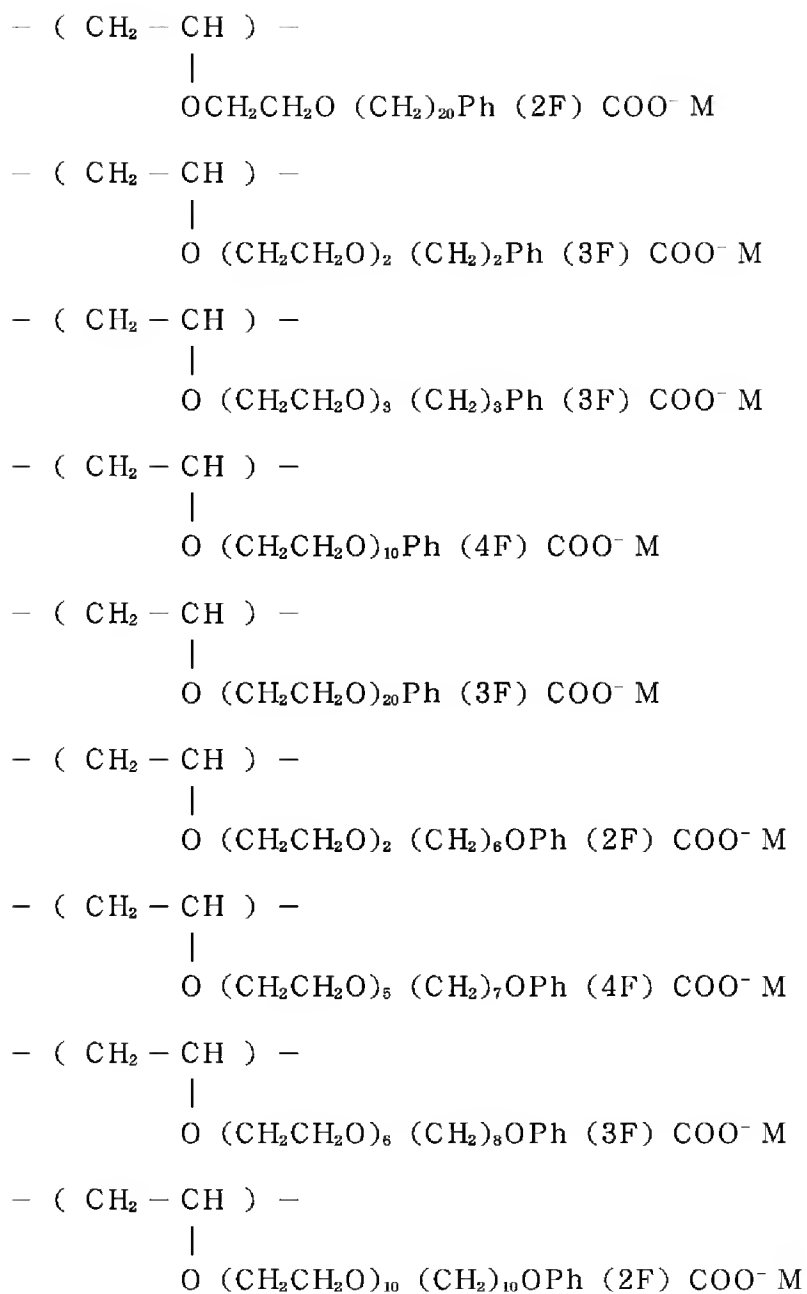 − ( CH₂ − CH ) −
|
OCH₂CH₂O (CH₂)₂₀Ph (2F) COO⁻ M
− ( CH₂ − CH ) −
|
O (CH₂CH₂O)₂ (CH₂)₂Ph (3F) COO⁻ M
− ( CH₂ − CH ) −
|
O (CH₂CH₂O)₃ (CH₂)₃Ph (3F) COO⁻ M
− ( CH₂ − CH ) −
|
O (CH₂CH₂O)₁₀Ph (4F) COO⁻ M
− ( CH₂ − CH ) −
|
O (CH₂CH₂O)₂₀Ph (3F) COO⁻ M
− ( CH₂ − CH ) −
|
O (CH₂CH₂O)₂ (CH₂)₆OPh (2F) COO⁻ M
− ( CH₂ − CH ) −
|
O (CH₂CH₂O)₅ (CH₂)₇OPh (4F) COO⁻ M
− ( CH₂ − CH ) −
|
O (CH₂CH₂O)₆ (CH₂)₈OPh (3F) COO⁻ M
− ( CH₂ − CH ) −
|
O (CH₂CH₂O)₁₀ (CH₂)₁₀OPh (2F) COO⁻ M